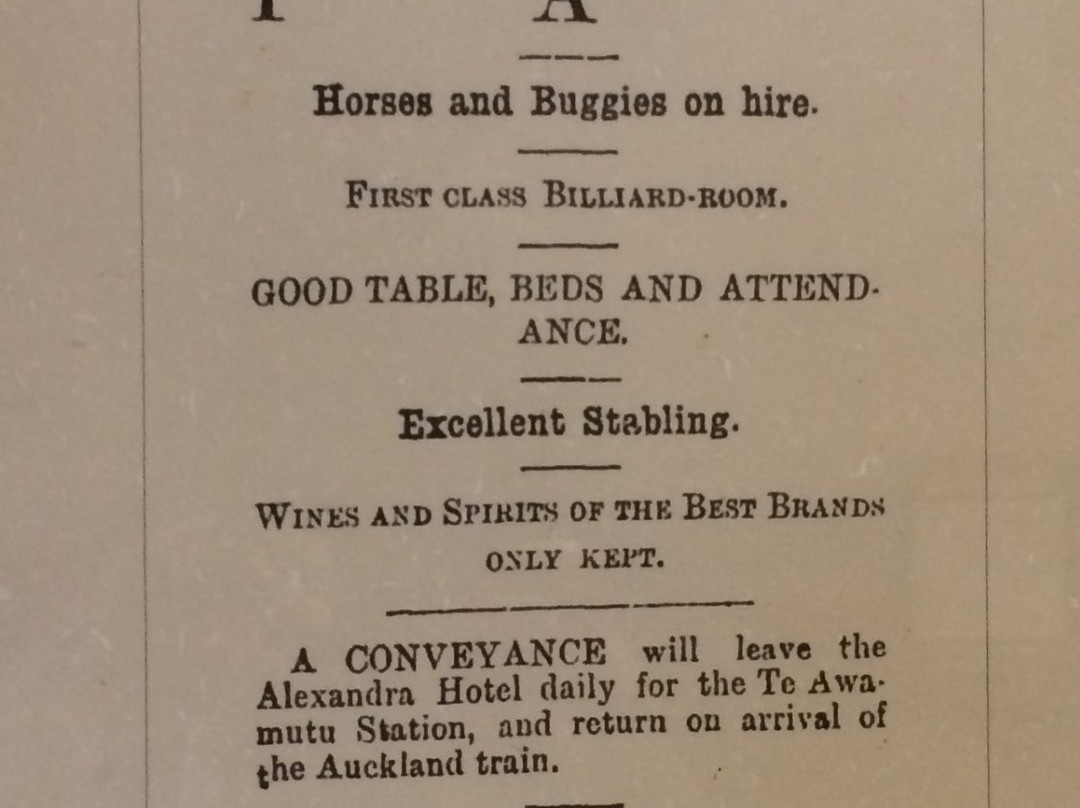 Horses and Buggies on hire.
FIRST CLASS BILLIARD-ROOM.
GOOD TABLE, BEDS AND ATTEND-
ANCE.
Excellent Stabling.
WINES AND SPIRITS OF THE BEST BRANDS
ONLY KEPT.
A CONVEYANCE will leave the
Alexandra Hotel daily for the Te Awa-
mutu Station, and return on arrival of
the Auckland train.